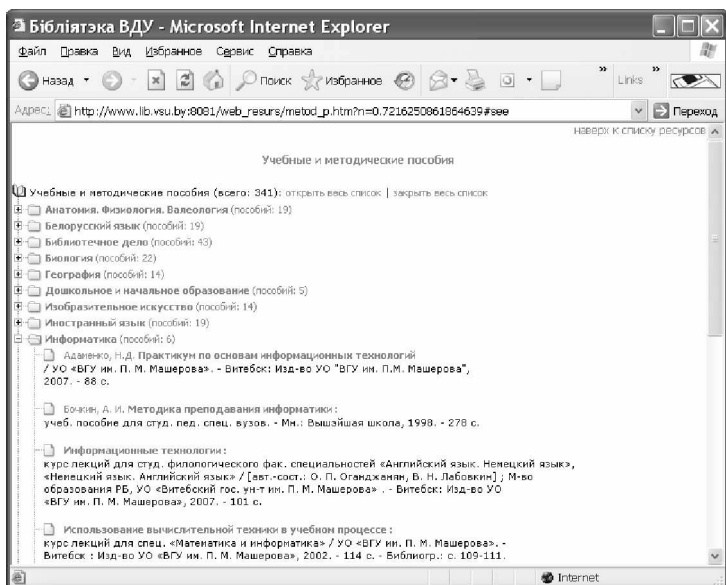 Бібліятэка ВДУ - Microsoft Internet Explorer
Файл Правка Вид Избранное Сервис Справка
Назад Поиск Избранное » Links »
Адрес: http://www.lib.vsu.by:8081/web_resurs/metod_p.htm?n=0.7216250861864639#see Переход
наверх к списку ресурсов
Учебные и методические пособия
Учебные и методические пособия (всего: 341): открыть весь список | закрыть весь список
Анатомия. Физиология. Валеология (пособий: 19)
Белорусский язык (пособий: 19)
Библиотечное дело (пособий: 43)
Биология (пособий: 22)
География (пособий: 14)
Дошкольное и начальное образование (пособий: 5)
Изобразительное искусство (пособий: 14)
Иностранный язык (пособий: 19)
Информатика (пособий: 6)
Адаменко, Н.Д. Практикум по основам информационных технологий
/ УО «ВГУ им. П. М. Машерова». - Витебск: Изд-во УО "ВГУ им. П.М. Машерова",
2007. - 88 с.
Бочкин, А. И. Методика преподавания информатики :
учеб. пособие для студ. пед. спец. вузов. - Мн.: Вышэйшая школа, 1998. - 278 с.
Информационные технологии :
курс лекций для студ. филологического фак. специальностей «Английский язык. Немецкий язык»,
«Немецкий язык. Английский язык» / [авт.-сост.: О. П. Оганджанян, В. Н. Лабовкин] ; М-во
образования РБ, УО «Витебский гос. ун-т им. П. М. Машерова» . - Витебск: Изд-во УО
«ВГУ им. П. М. Машерова», 2007. - 101 с.
Использование вычислительной техники в учебном процессе :
курс лекций для спец. «Математика и информатика» / УО «ВГУ им. П. М. Машерова». -
Витебск : Изд-во УО «ВГУ им. П. М. Машерова», 2002. - 114 с. - Библиогр.: с. 109-111.
Internet